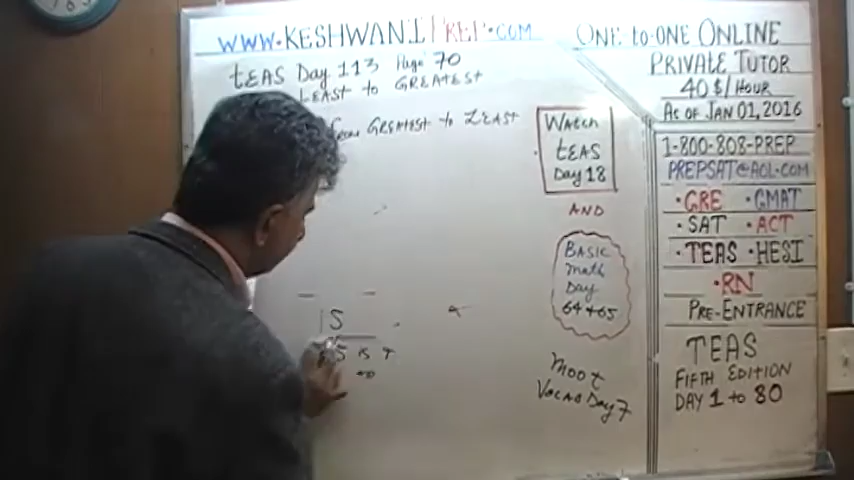 WWW.KESHWANIPREP.COM
TEAS Day 113 Page 70
LEAST to GREATEST
From GREATEST to LEAST
Watch
TEAS
Day 18
AND
BASIC
math
Day
64+65
MOOT
VOCAB Day 7
ONE to-ONE ONLINE
PRIVATE TUTOR
40 $/HOUR
AS OF JAN 01, 2016
1-800-808-PREP
PREPSAT@AOL.COM
•GRE •GMAT
•SAT •ACT
•TEAS •HESI
•RN
PRE-ENTRANCE
TEAS
FIFTH EDITION
DAY 1 to 80
15